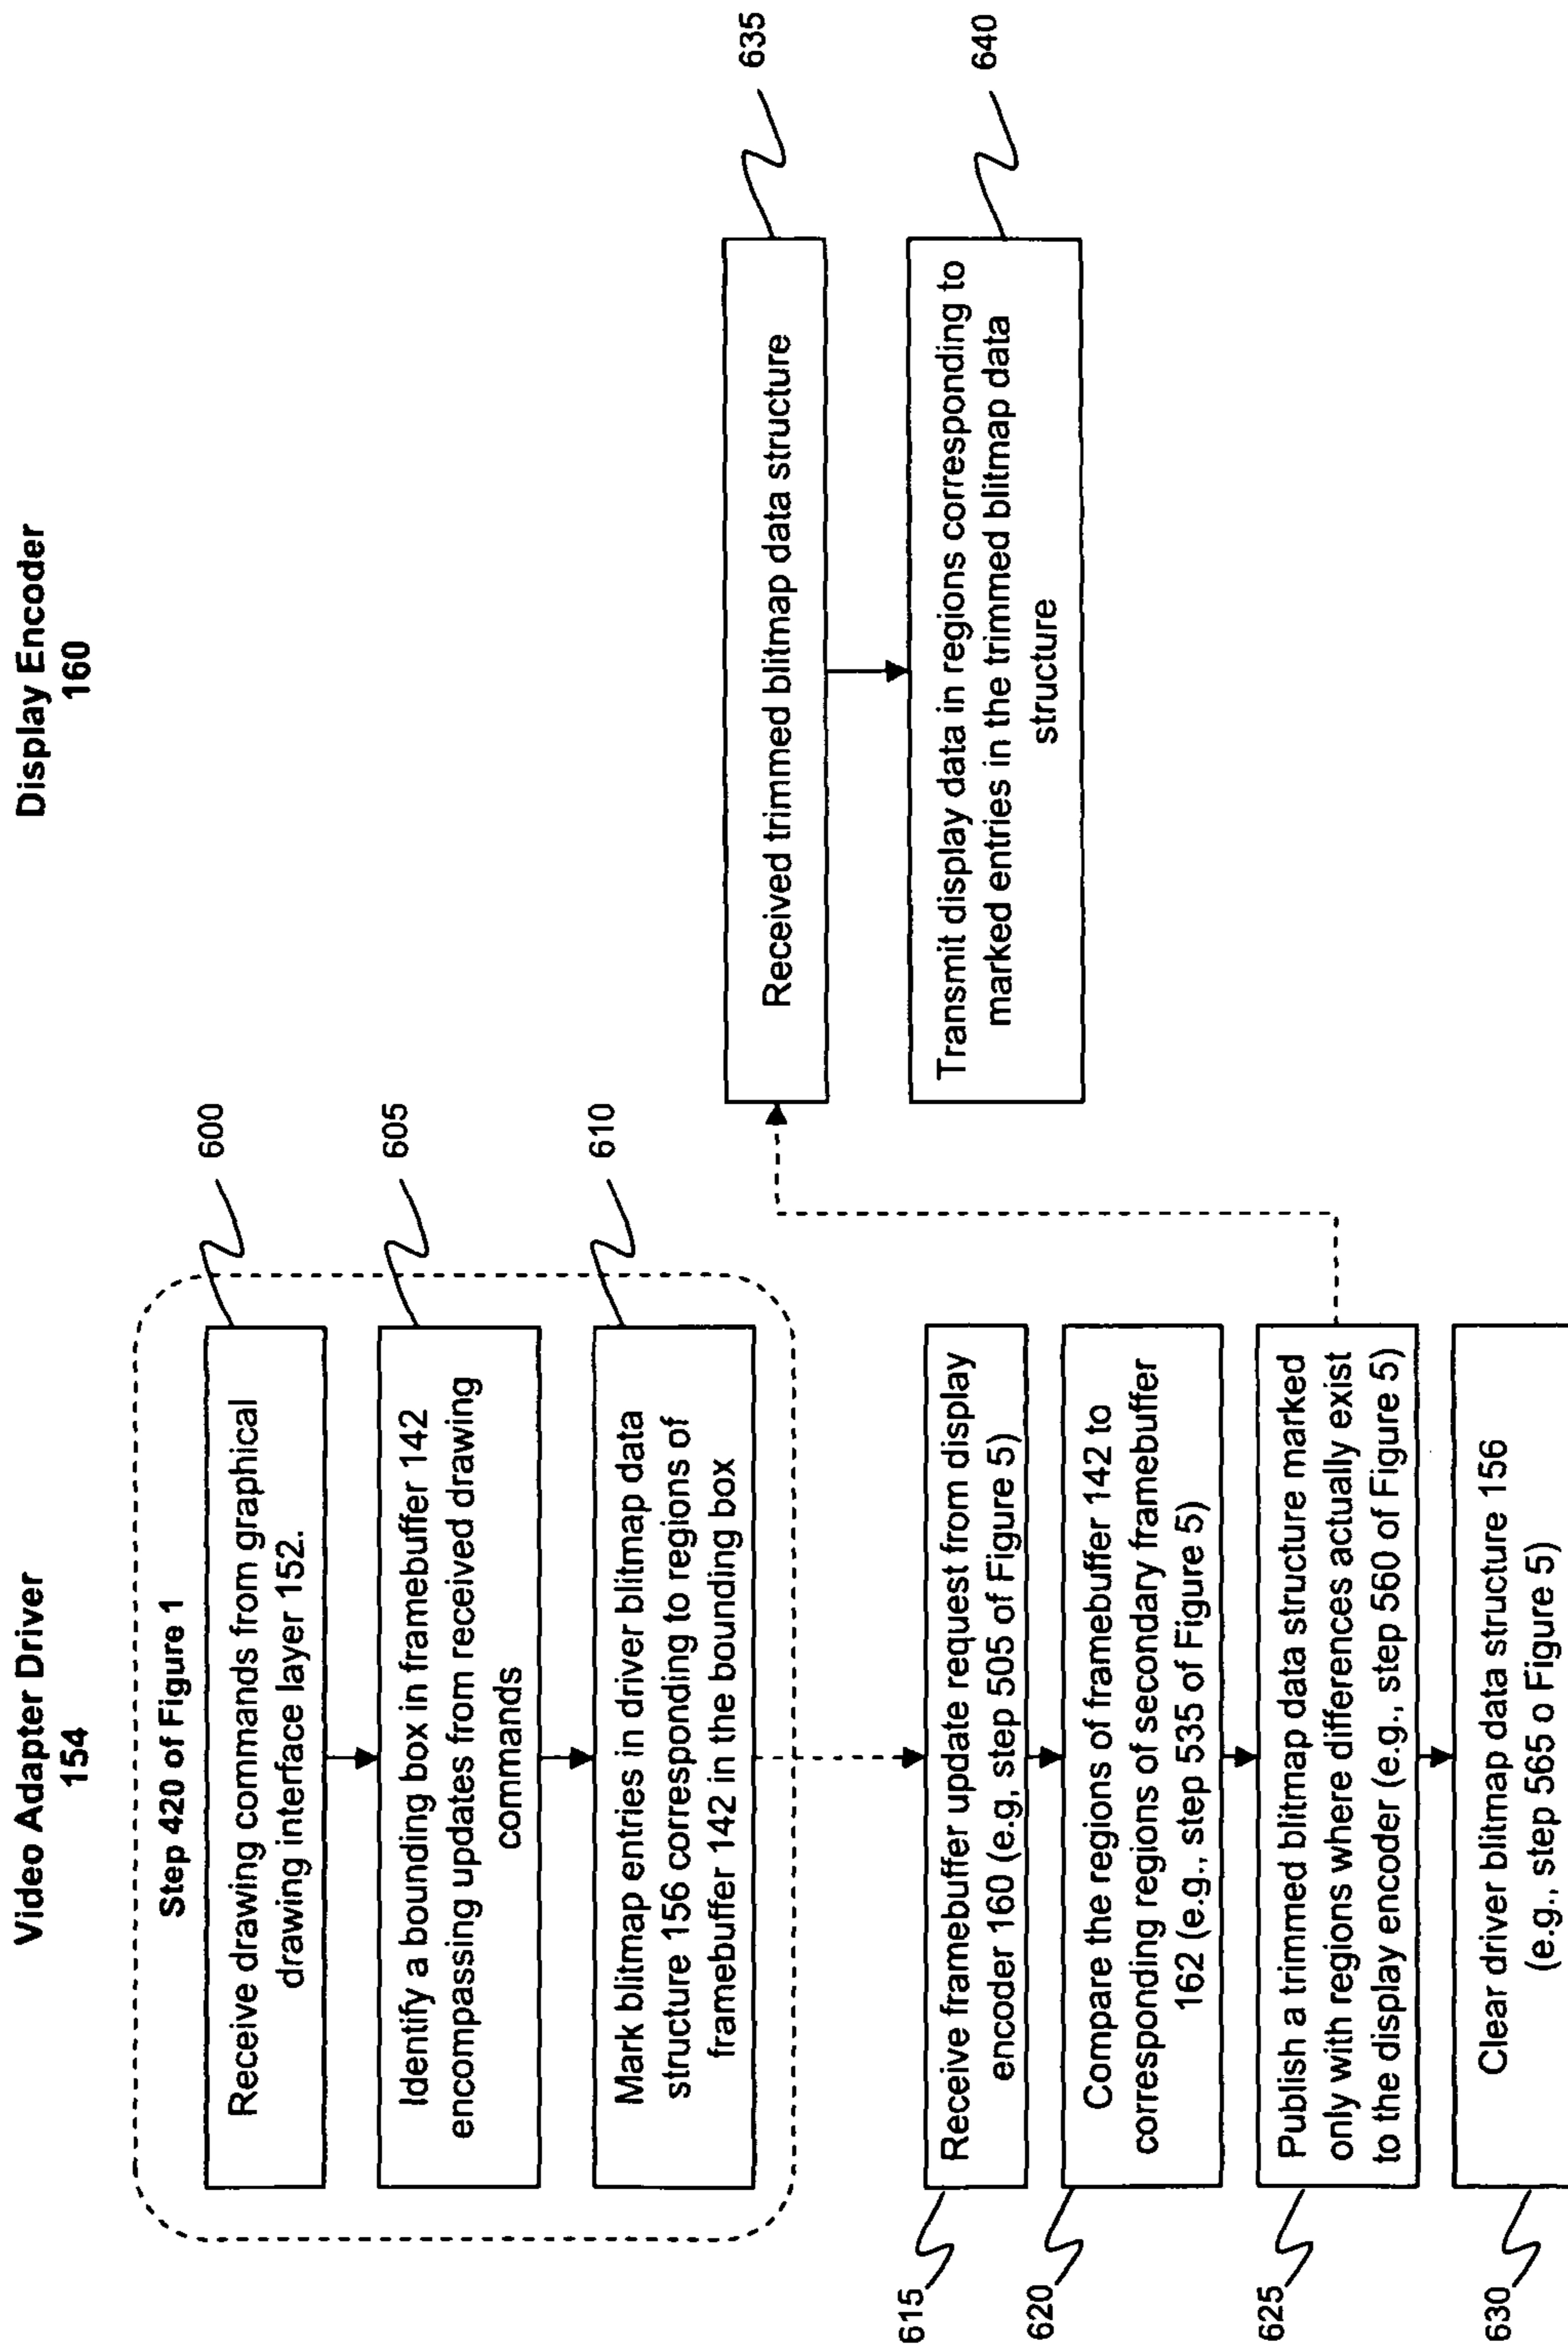 Video Adapter Driver
154
Display Encoder
160
Step 420 of Figure 1
Receive drawing commands from graphical
drawing interface layer 152.
600
Identify a bounding box in framebuffer 142
encompassing updates from received drawing
commands
605
Mark blitmap entries in driver blitmap data
structure 156 corresponding to regions of
framebuffer 142 in the bounding box
610
615
Receive framebuffer update request from display
encoder 160 (e.g, step 505 of Figure 5)
620
Compare the regions of framebuffer 142 to
corresponding regions of secondary framebuffer
162 (e.g., step 535 of Figure 5)
625
Publish a trimmed blitmap data structure marked
only with regions where differences actually exist
to the display encoder (e.g., step 560 of Figure 5)
630
Clear driver blitmap data structure 156
(e.g., step 565 o Figure 5)
Received trimmed blitmap data structure
635
Transmit display data in regions corresponding to
marked entries in the trimmed blitmap data
structure
640